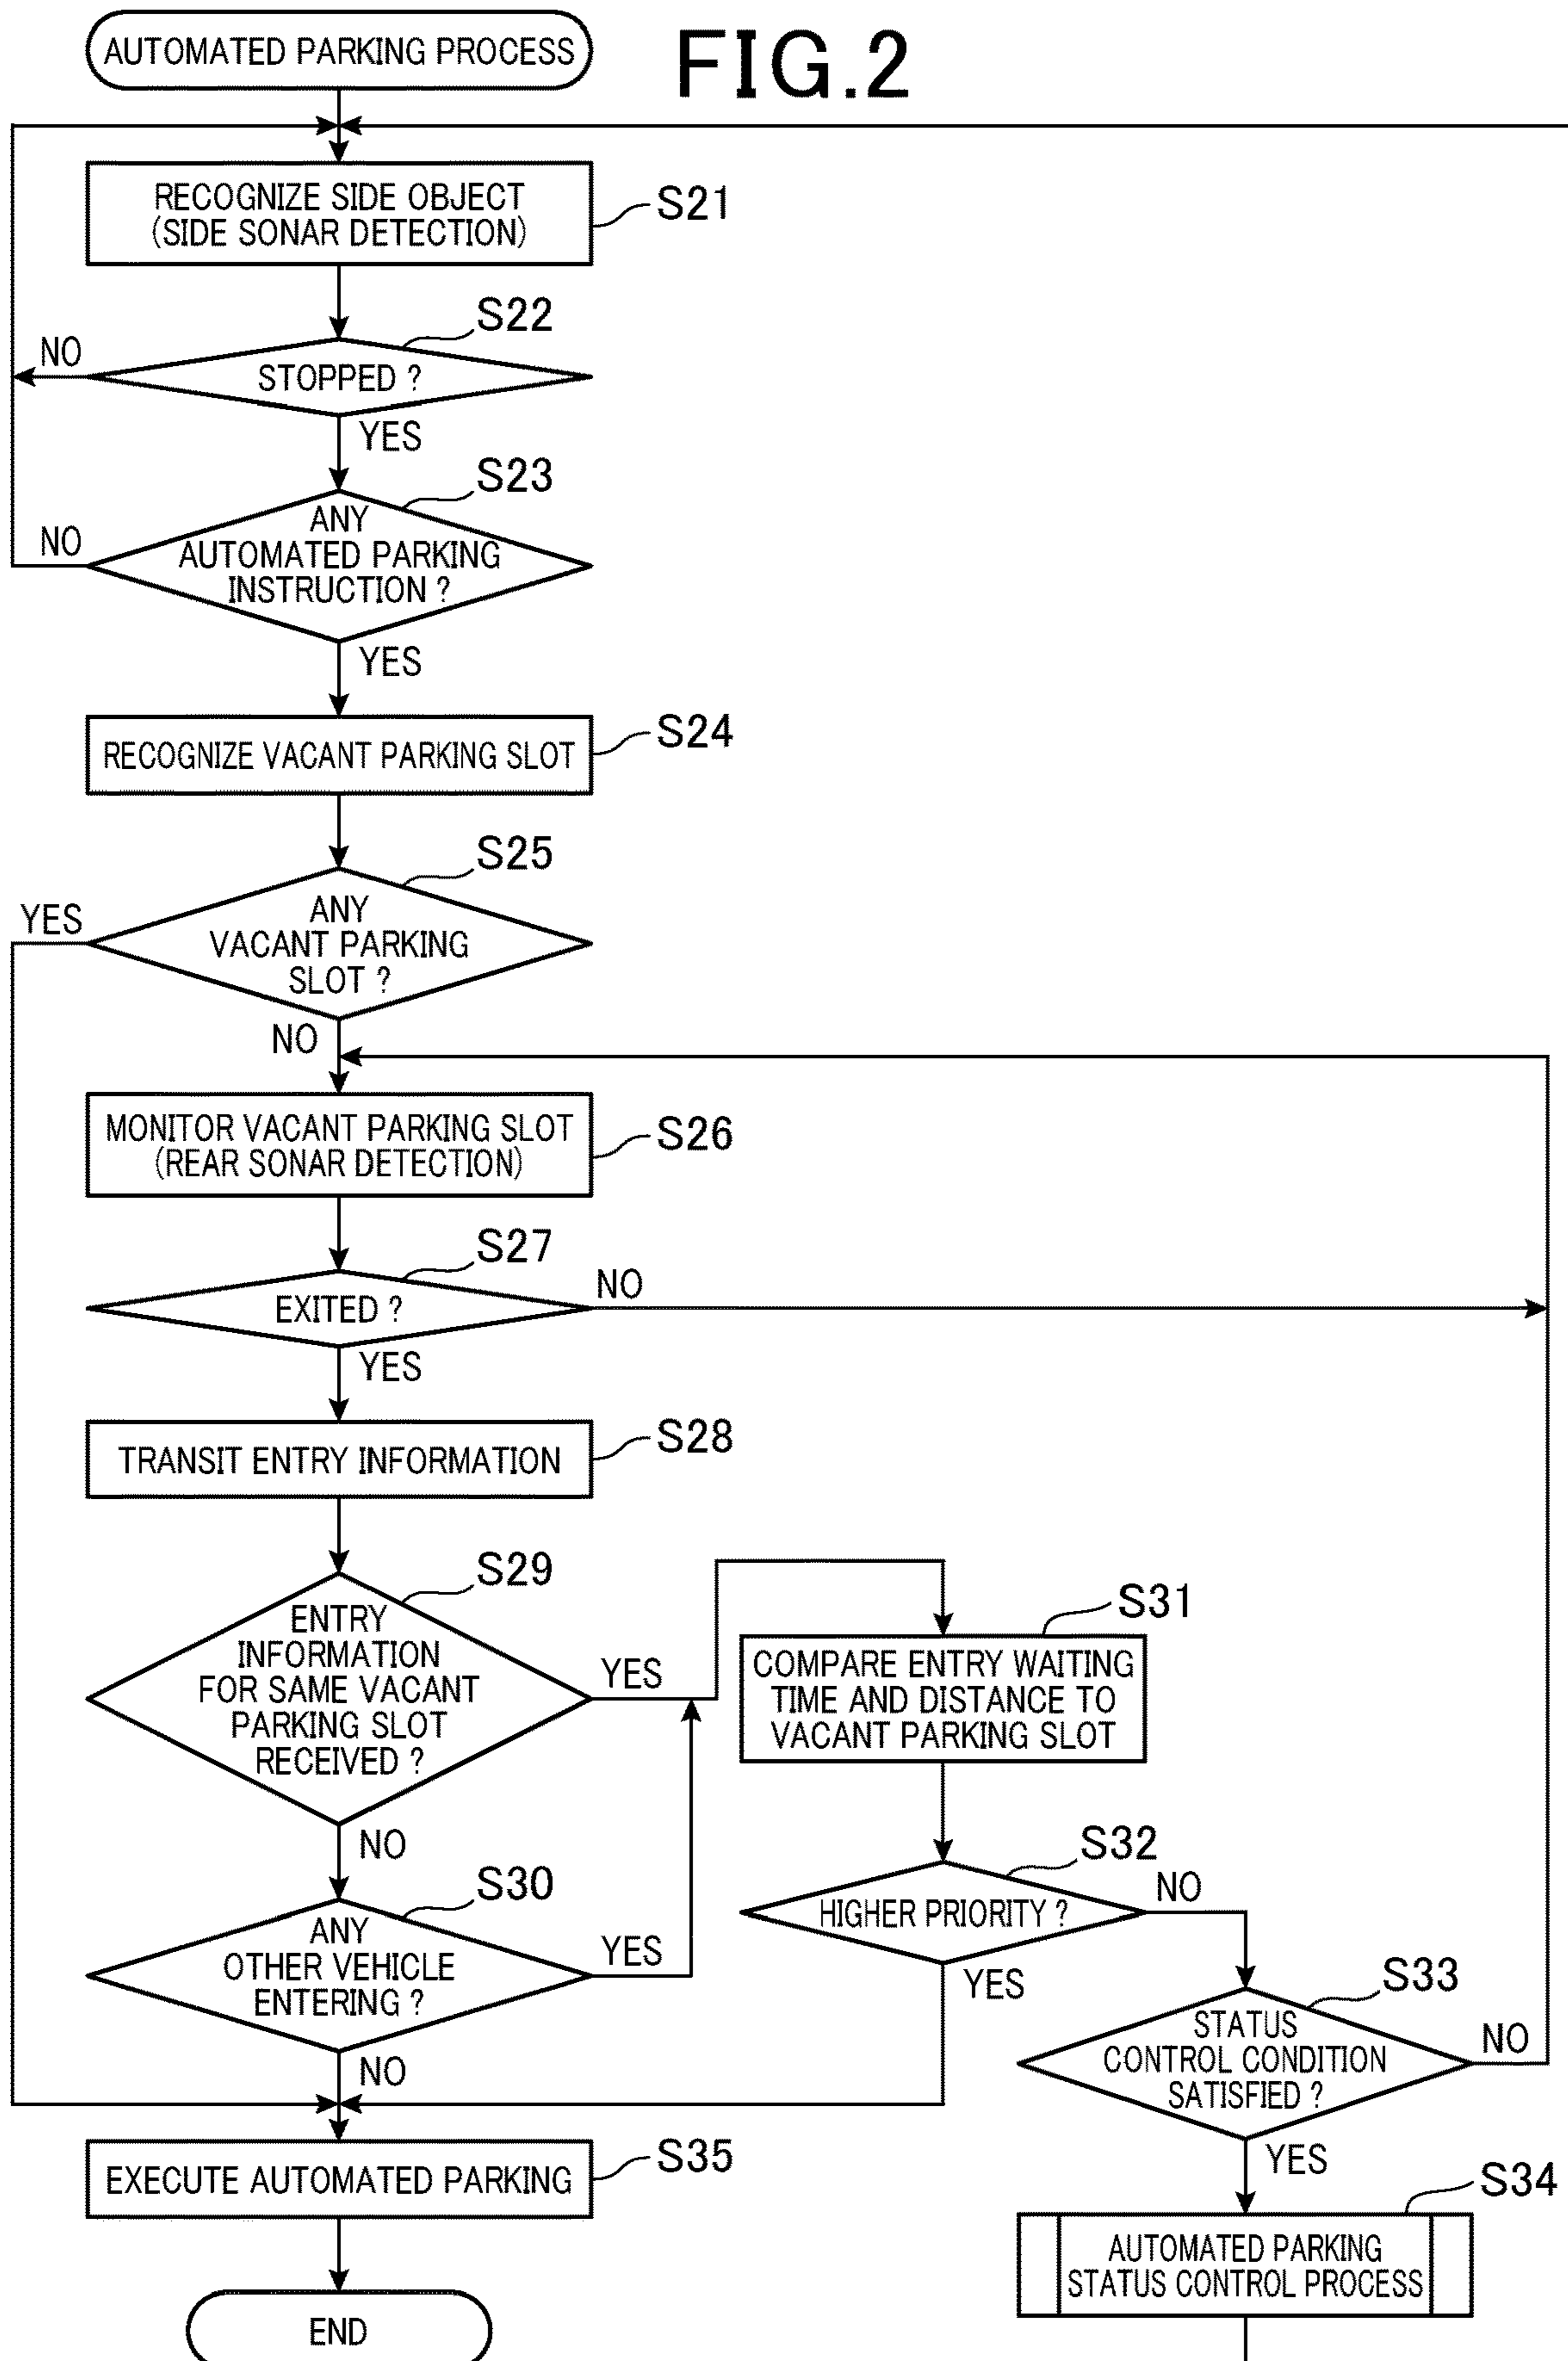 AUTOMATED PARKING PROCESS
FIG.2
RECOGNIZE SIDE OBJECT
(SIDE SONAR DETECTION)
S21
S22
STOPPED ?
NO
YES
S23
ANY
AUTOMATED PARKING
INSTRUCTION ?
NO
YES
RECOGNIZE VACANT PARKING SLOT
S24
S25
ANY
VACANT PARKING
SLOT ?
YES
NO
MONITOR VACANT PARKING SLOT
(REAR SONAR DETECTION)
S26
S27
EXITED ?
NO
YES
TRANSIT ENTRY INFORMATION
S28
S29
ENTRY
INFORMATION
FOR SAME VACANT
PARKING SLOT
RECEIVED ?
YES
NO
S30
ANY
OTHER VEHICLE
ENTERING ?
YES
NO
S31
COMPARE ENTRY WAITING
TIME AND DISTANCE TO
VACANT PARKING SLOT
S32
HIGHER PRIORITY ?
NO
YES
S33
STATUS
CONTROL CONDITION
SATISFIED ?
NO
YES
S34
AUTOMATED PARKING
STATUS CONTROL PROCESS
EXECUTE AUTOMATED PARKING
S35
END